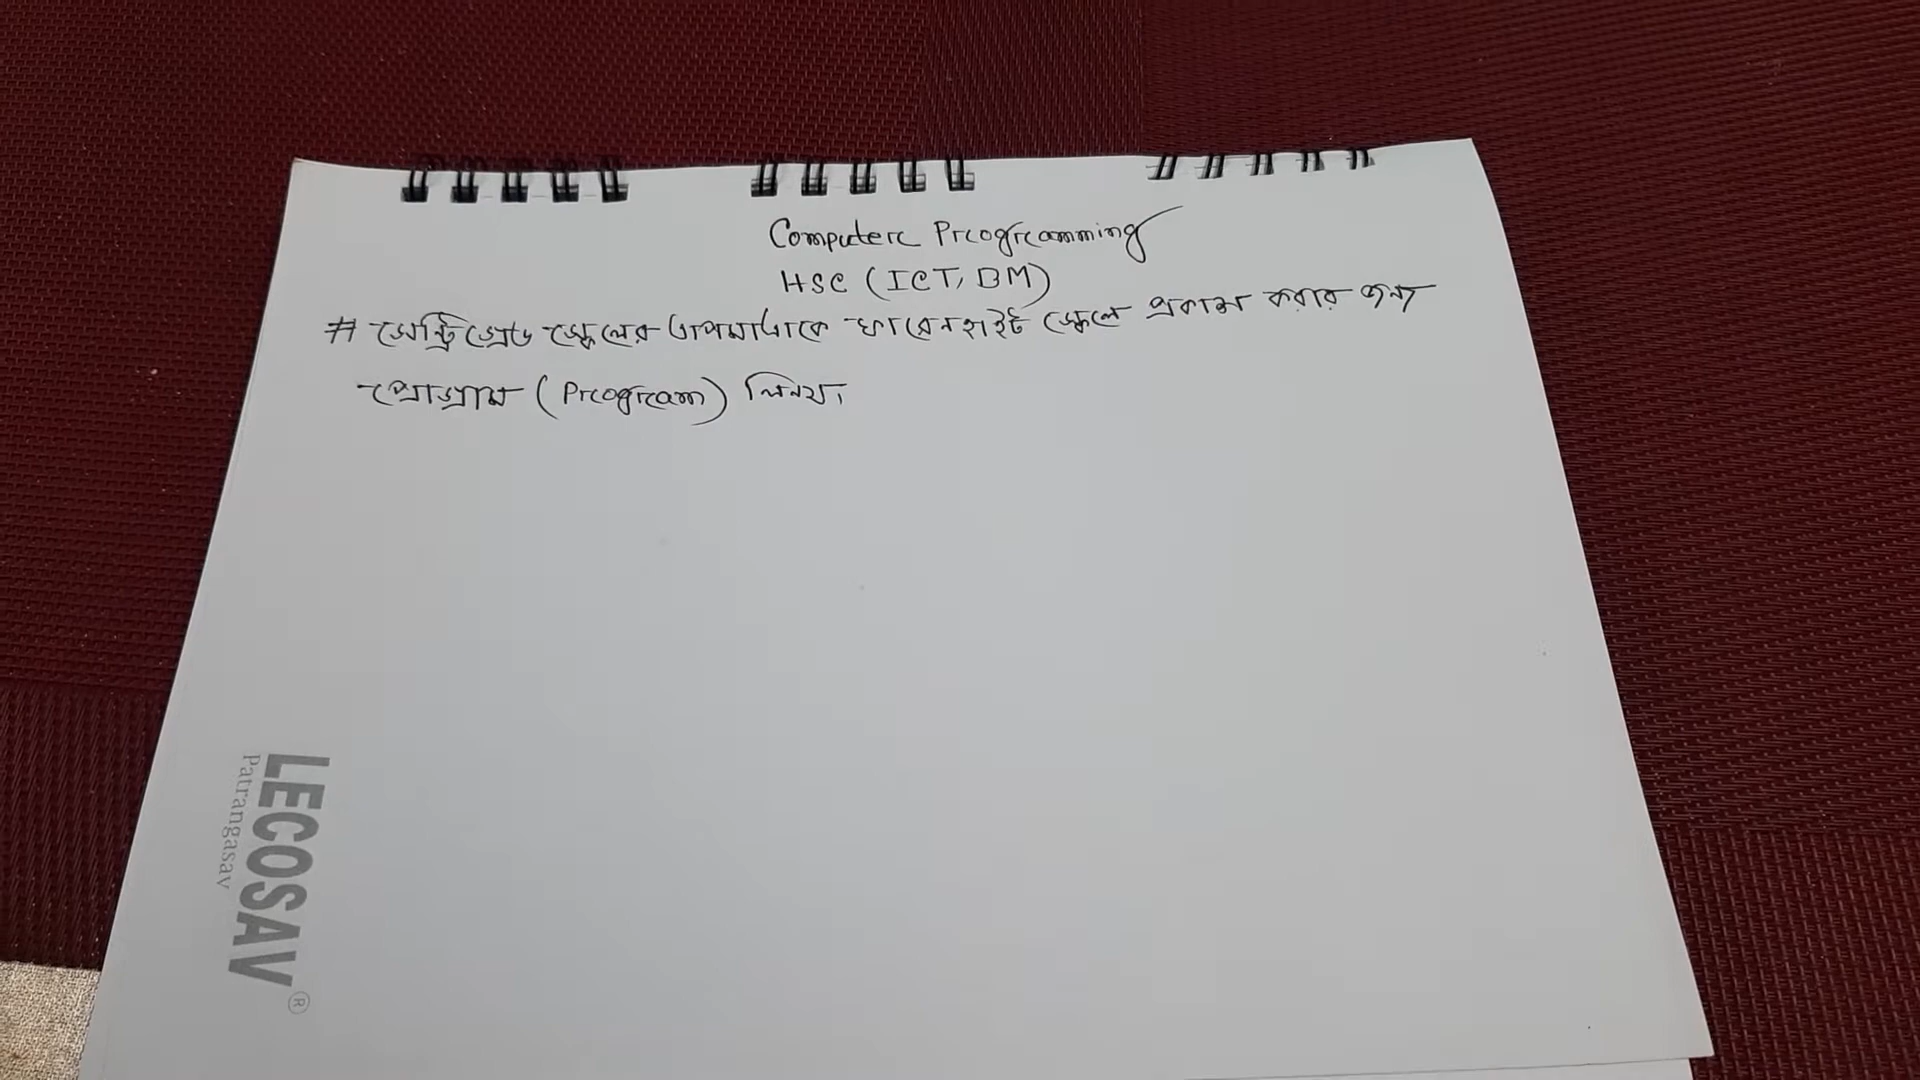 Computer Programming
HSC (ICT, BM)
# সেন্ট্রিগ্রেড স্কেলের তাপমাত্রাকে ফারেনহাইট স্কেলে প্রকাশ করার জন্য
প্রোগ্রাম (Program) লিখ।
LECOSAV
Patrangasav
®